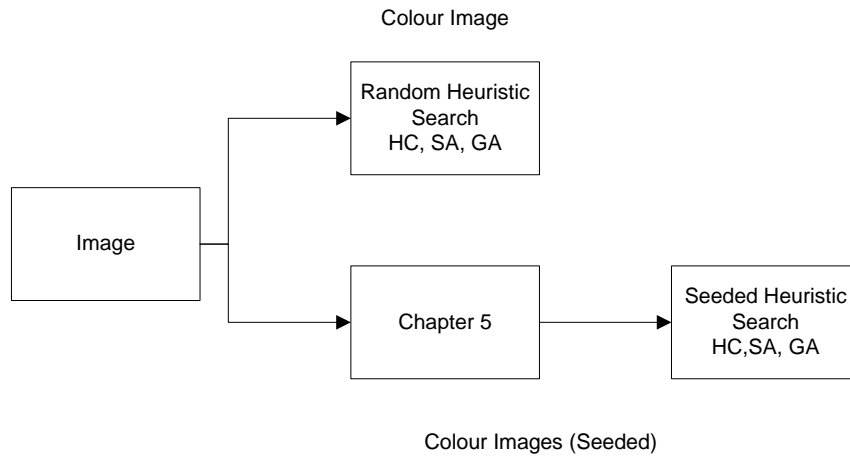 Colour Image
Random Heuristic
Search
HC, SA, GA
Image
Chapter 5
Seeded Heuristic
Search
HC,SA, GA
Colour Images (Seeded)